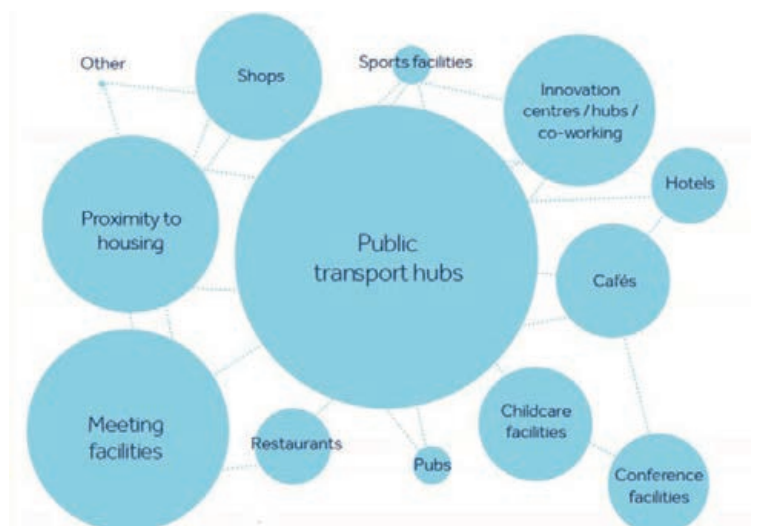 Other
Shops
Sports facilities
Innovation
centres / hubs /
co-working
Hotels
Proximity to
housing
Public
transport hubs
Cafés
Meeting
facilities
Restaurants
Pubs
Childcare
facilities
Conference
facilities